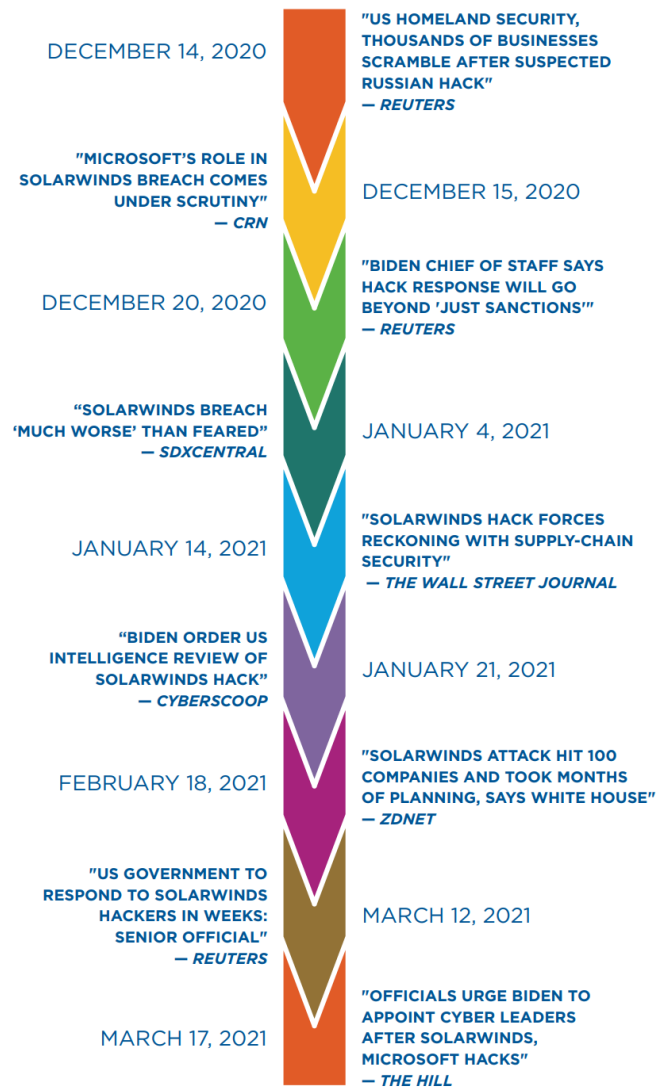 DECEMBER 14, 2020
"US HOMELAND SECURITY,
THOUSANDS OF BUSINESSES
SCRAMBLE AFTER SUSPECTED
RUSSIAN HACK"
— REUTERS
"MICROSOFT'S ROLE IN
SOLARWINDS BREACH COMES
UNDER SCRUTINY"
— CRN
DECEMBER 15, 2020
DECEMBER 20, 2020
"BIDEN CHIEF OF STAFF SAYS
HACK RESPONSE WILL GO
BEYOND 'JUST SANCTIONS'"
— REUTERS
“SOLARWINDS BREACH
‘MUCH WORSE’ THAN FEARED”
— SDXCENTRAL
JANUARY 4, 2021
JANUARY 14, 2021
"SOLARWINDS HACK FORCES
RECKONING WITH SUPPLY-CHAIN
SECURITY"
— THE WALL STREET JOURNAL
“BIDEN ORDER US
INTELLIGENCE REVIEW OF
SOLARWINDS HACK”
— CYBERSCOOP
JANUARY 21, 2021
FEBRUARY 18, 2021
"SOLARWINDS ATTACK HIT 100
COMPANIES AND TOOK MONTHS
OF PLANNING, SAYS WHITE HOUSE"
— ZDNET
"US GOVERNMENT TO
RESPOND TO SOLARWINDS
HACKERS IN WEEKS:
SENIOR OFFICIAL"
— REUTERS
MARCH 12, 2021
MARCH 17, 2021
"OFFICIALS URGE BIDEN TO
APPOINT CYBER LEADERS
AFTER SOLARWINDS,
MICROSOFT HACKS"
— THE HILL